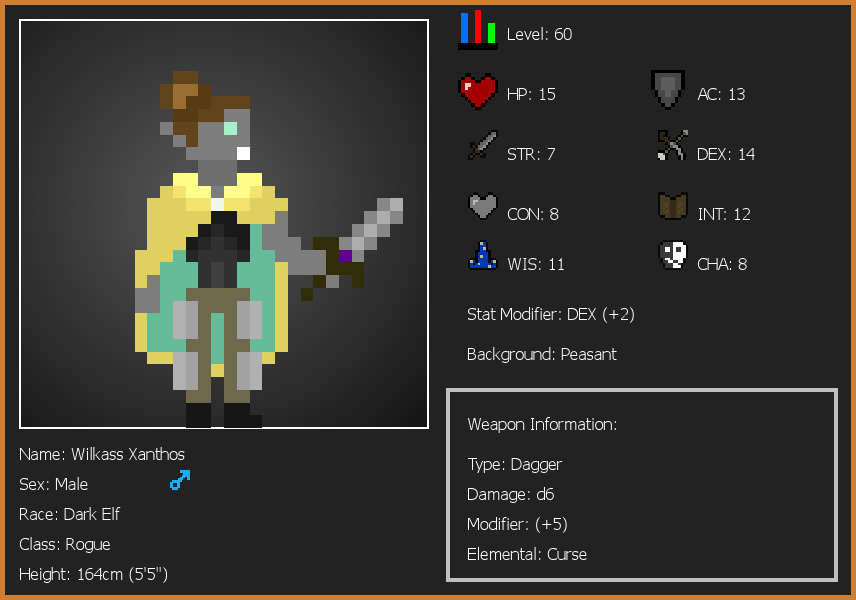 Level: 60
HP: 15
AC: 13
STR: 7
DEX: 14
CON: 8
INT: 12
WIS: 11
CHA: 8
Stat Modifier: DEX (+2)
Background: Peasant
Weapon Information:
Type: Dagger
Damage: d6
Modifier: (+5)
Elemental: Curse
Name: Wilkass Xanthos
Sex: Male
Race: Dark Elf
Class: Rogue
Height: 164cm (5'5")